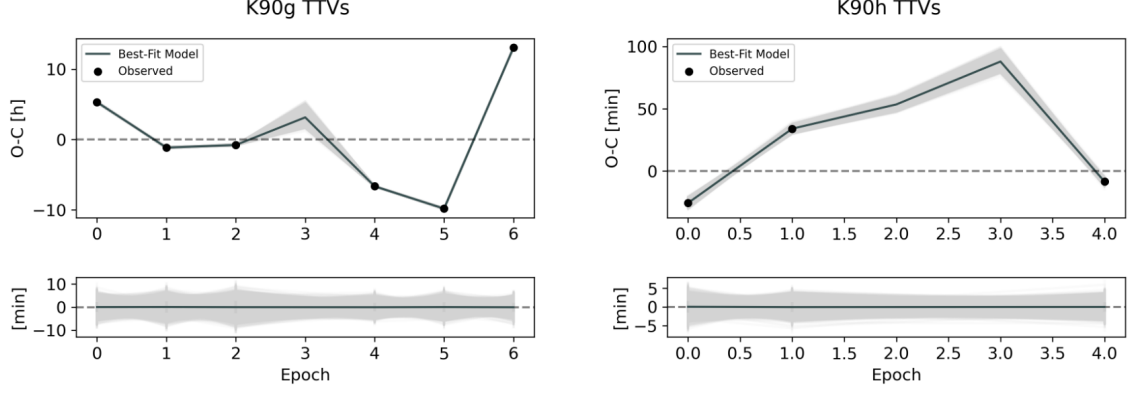 K90g TTVs
10
0
−10
O-C [h]
Best-Fit Model
Observed
0 1 2 3 4 5 6
10
0
−10
[min]
0 1 2 3 4 5 6
Epoch
K90h TTVs
100
50
0
O-C [min]
Best-Fit Model
Observed
0.0 0.5 1.0 1.5 2.0 2.5 3.0 3.5 4.0
5
0
−5
[min]
0.0 0.5 1.0 1.5 2.0 2.5 3.0 3.5 4.0
Epoch